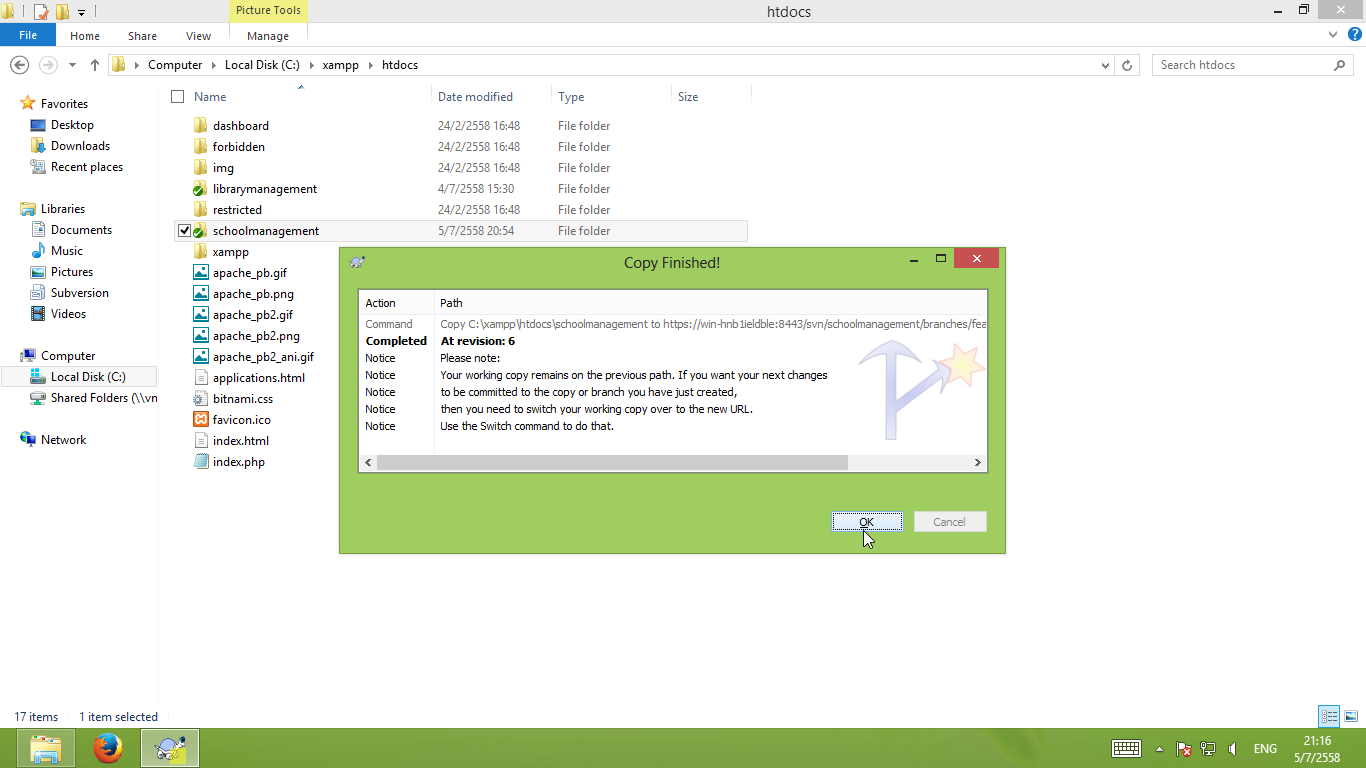 Picture Tools
htdocs
File
Home
Share
View
Manage
Computer
Local Disk (C:)
xampp
htdocs
Search htdocs
Favorites
Desktop
Downloads
Recent places
Libraries
Documents
Music
Pictures
Subversion
Videos
Computer
Local Disk (C:)
Shared Folders (\\vn
Network
Name
Date modified
Type
Size
dashboard 24/2/2558 16:48 File folder
forbidden 24/2/2558 16:48 File folder
img 24/2/2558 16:48 File folder
librarymanagement 4/7/2558 15:30 File folder
restricted 24/2/2558 16:48 File folder
schoolmanagement 5/7/2558 20:54 File folder
xampp
apache_pb.gif
apache_pb.png
apache_pb2.gif
apache_pb2.png
apache_pb2_ani.gif
applications.html
bitnami.css
favicon.ico
index.html
index.php
Copy Finished!
Action Path
Command Copy C:\xampp\htdocs\schoolmanagement to https://win-hnb1ieldble:8443/svn/schoolmanagement/branches/fea
Completed At revision: 6
Notice Please note:
Notice Your working copy remains on the previous path. If you want your next changes
Notice to be committed to the copy or branch you have just created,
Notice then you need to switch your working copy over to the new URL.
Notice Use the Switch command to do that.
OK
Cancel
17 items
1 item selected
ENG
21:16
5/7/2558